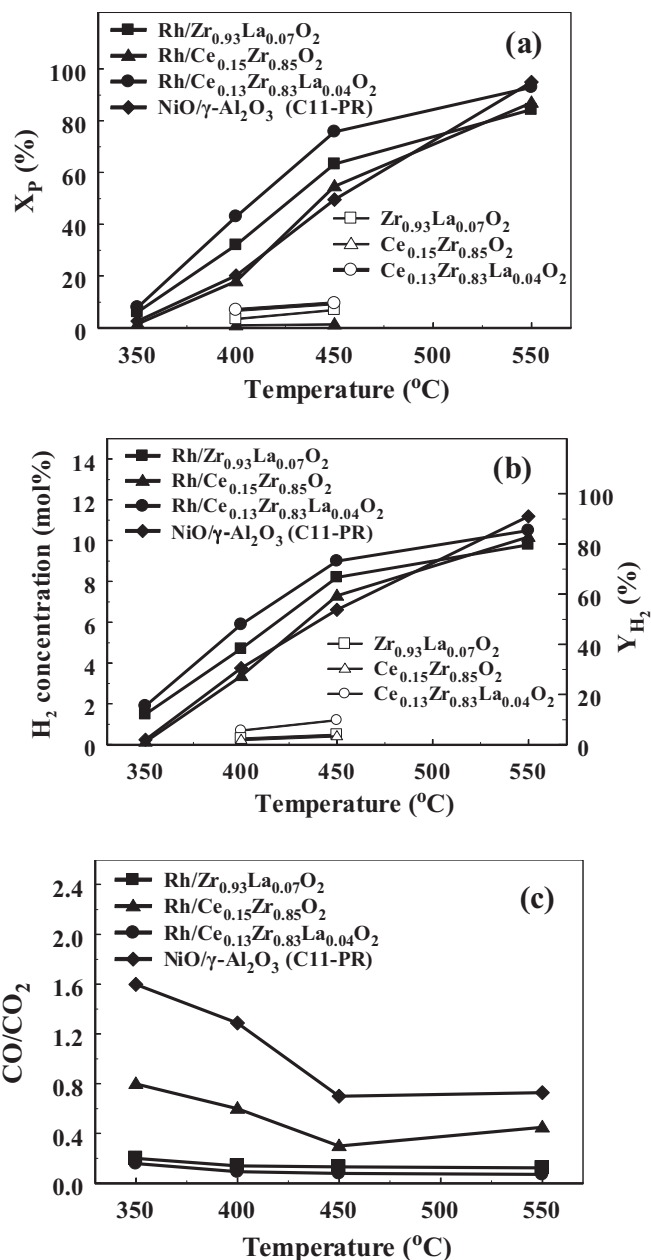 Rh/Zr0.93La0.07O2
Rh/Ce0.15Zr0.85O2
Rh/Ce0.13Zr0.83La0.04O2
NiO/γ-Al2O3 (C11-PR)
(a)
100
80
60
40
20
0
XP (%)
Zr0.93La0.07O2
Ce0.15Zr0.85O2
Ce0.13Zr0.83La0.04O2
350 400 450 500 550
Temperature (oC)
Rh/Zr0.93La0.07O2
Rh/Ce0.15Zr0.85O2
Rh/Ce0.13Zr0.83La0.04O2
NiO/γ-Al2O3 (C11-PR)
(b)
14
12
10
8
6
4
2
0
H2 concentration (mol%)
100
80
60
40
20
0
YH2 (%)
Zr0.93La0.07O2
Ce0.15Zr0.85O2
Ce0.13Zr0.83La0.04O2
350 400 450 500 550
Temperature (oC)
Rh/Zr0.93La0.07O2
Rh/Ce0.15Zr0.85O2
Rh/Ce0.13Zr0.83La0.04O2
NiO/γ-Al2O3 (C11-PR)
(c)
2.4
2.0
1.6
1.2
0.8
0.4
0.0
CO/CO2
350 400 450 500 550
Temperature (oC)